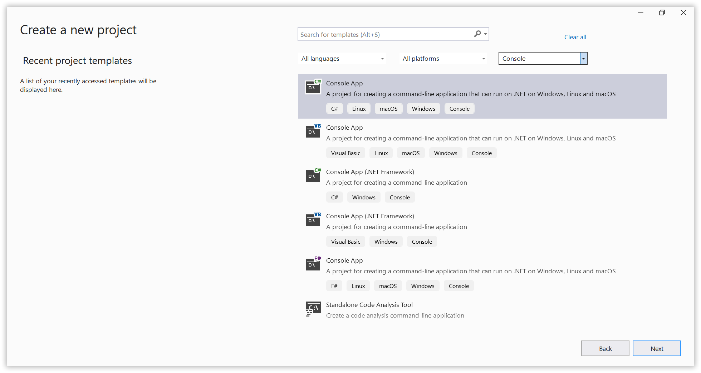 Create a new project
Search for templates (Alt+S)
Clear all
Recent project templates
All languages
All platforms
Console
A list of your recently accessed templates will be
displayed here.
Console App
A project for creating a command-line application that can run on .NET on Windows, Linux and macOS
C#
Linux
macOS
Windows
Console
Console App
A project for creating a command-line application that can run on .NET on Windows, Linux and macOS
Visual Basic
Linux
macOS
Windows
Console
Console App (.NET Framework)
A project for creating a command-line application
C#
Windows
Console
Console App (.NET Framework)
A project for creating a command-line application
Visual Basic
Windows
Console
Console App
A project for creating a command-line application that can run on .NET on Windows, Linux and macOS
F#
Linux
macOS
Windows
Console
Standalone Code Analysis Tool
Create a code analysis command-line application
Back
Next